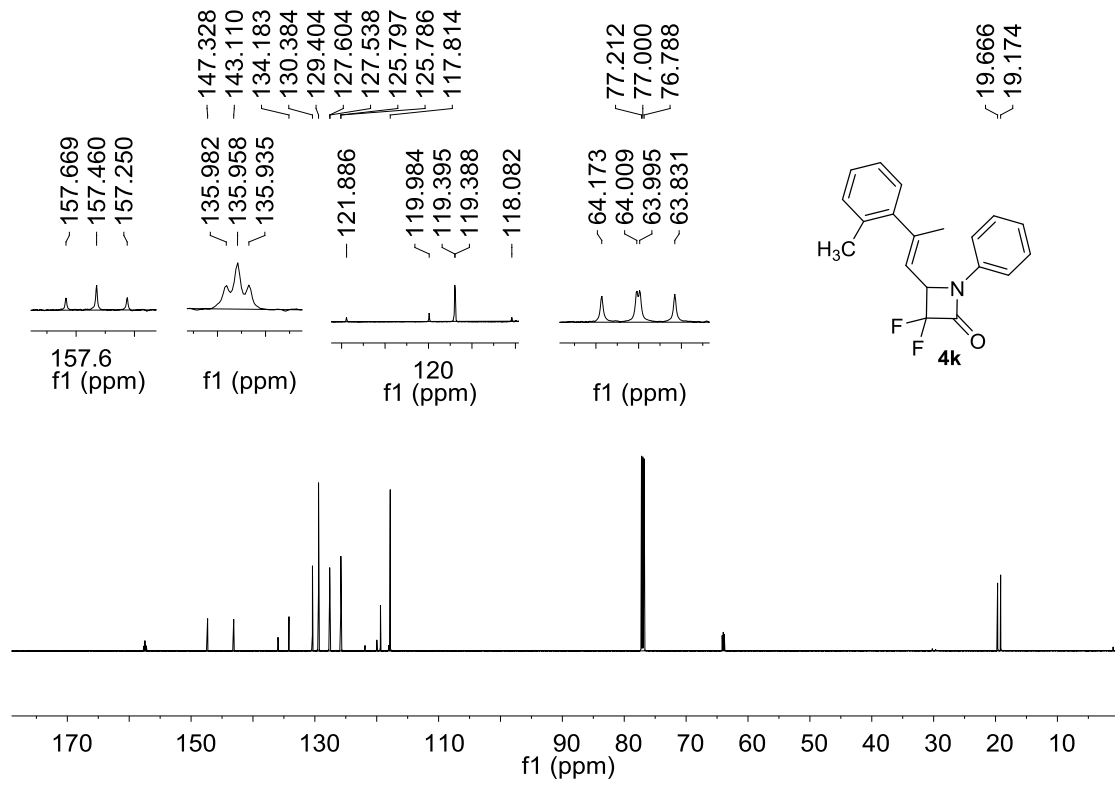 147.328
143.110
134.183
130.384
129.404
127.604
127.538
125.797
125.786
117.814
77.212
77.000
76.788
19.666
19.174
157.669
157.460
157.250
135.982
135.958
135.935
121.886
119.984
119.395
119.388
118.082
64.173
64.009
63.995
63.831
H3C
N
F
F
O
4k
157.6
f1 (ppm)
f1 (ppm)
120
f1 (ppm)
f1 (ppm)
170 150 130 110 90 80 70 60 50 40 30 20 10
f1 (ppm)